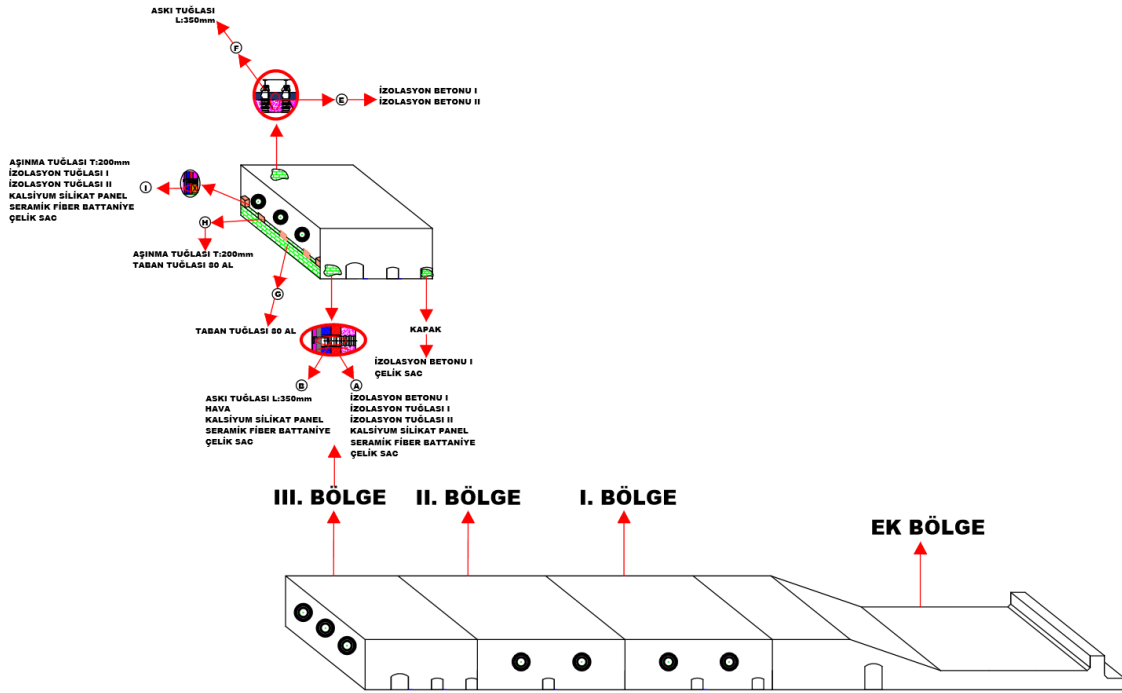 ASKI TUĞLASI
L:350mm
F
E
İZOLASYON BETONU I
İZOLASYON BETONU II
AŞINMA TUĞLASI T:200mm
İZOLASYON TUĞLASI I
İZOLASYON TUĞLASI II
KALSİYUM SİLİKAT PANEL
SERAMİK FİBER BATTANİYE
ÇELİK SAC
I
H
AŞINMA TUĞLASI T:200mm
TABAN TUĞLASI 80 AL
G
TABAN TUĞLASI 80 AL
KAPAK
İZOLASYON BETONU I
ÇELİK SAC
B
A
ASKI TUĞLASI L:350mm
HAVA
KALSİYUM SİLİKAT PANEL
SERAMİK FİBER BATTANİYE
ÇELİK SAC
İZOLASYON BETONU I
İZOLASYON TUĞLASI I
İZOLASYON TUĞLASI II
KALSİYUM SİLİKAT PANEL
SERAMİK FİBER BATTANİYE
ÇELİK SAC
III. BÖLGE
II. BÖLGE
I. BÖLGE
EK BÖLGE